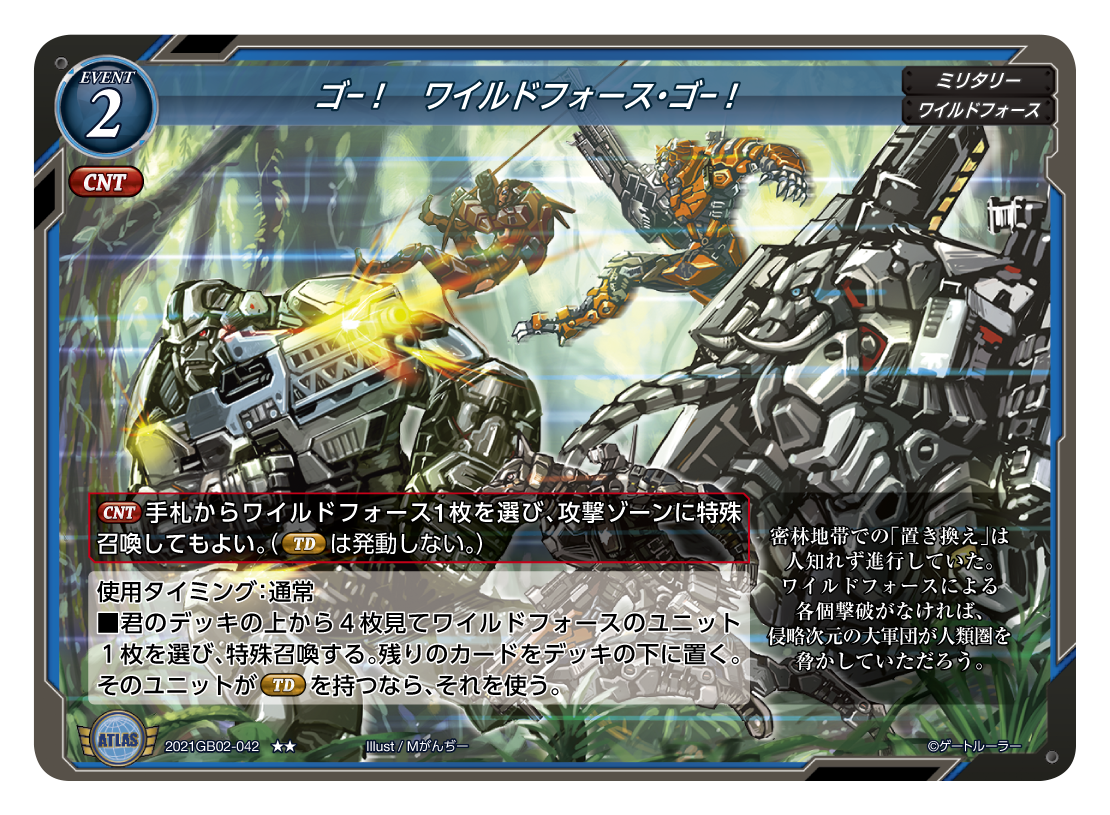 EVENT
2
ゴー！　ワイルドフォース・ゴー！
ミリタリー
ワイルドフォース
CNT
CNT 手札からワイルドフォース1枚を選び、攻撃ゾーンに特殊
召喚してもよい。（TDは発動しない。）
使用タイミング：通常
■君のデッキの上から４枚見てワイルドフォースのユニット
１枚を選び、特殊召喚する。残りのカードをデッキの下に置く。
そのユニットがTDを持つなら、それを使う。
密林地帯での「置き換え」は
人知れず進行していた。
ワイルドフォースによる
各個撃破がなければ、
侵略次元の大軍団が人類圏を
脅かしていただろう。
ATLAS
2021GB02-042 ★★
Illust / Mがんぢー
©ゲートルーラー